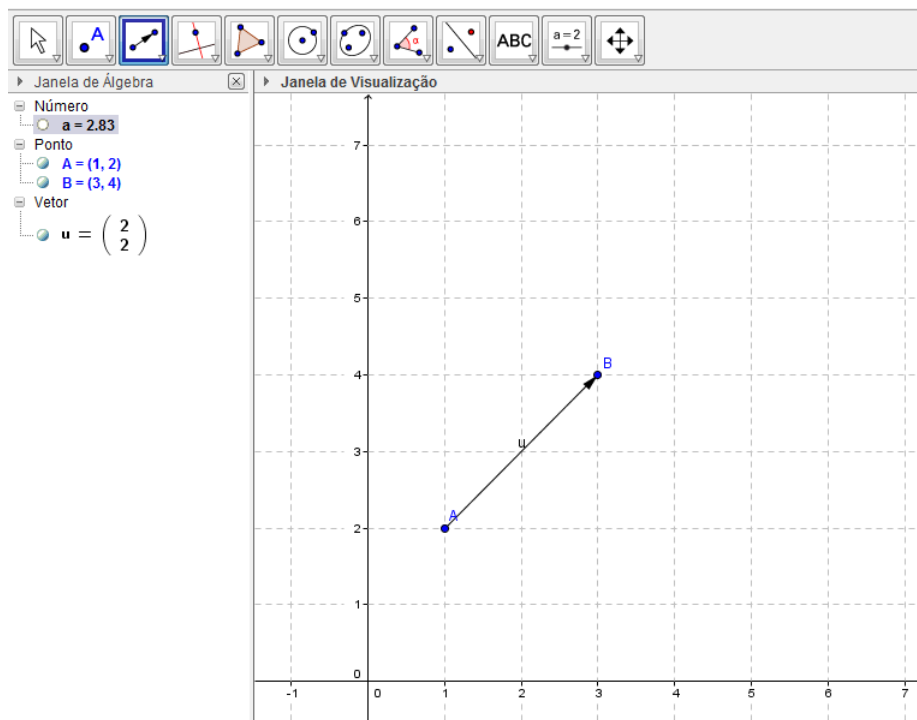 A
α
ABC
a=2
Janela de Álgebra
Número
a = 2.83
Ponto
A = (1, 2)
B = (3, 4)
Vetor
u = ( 2
2 )
Janela de Visualização
7
6
5
4
3
2
1
0
B
u
A
-1 0 1 2 3 4 5 6 7